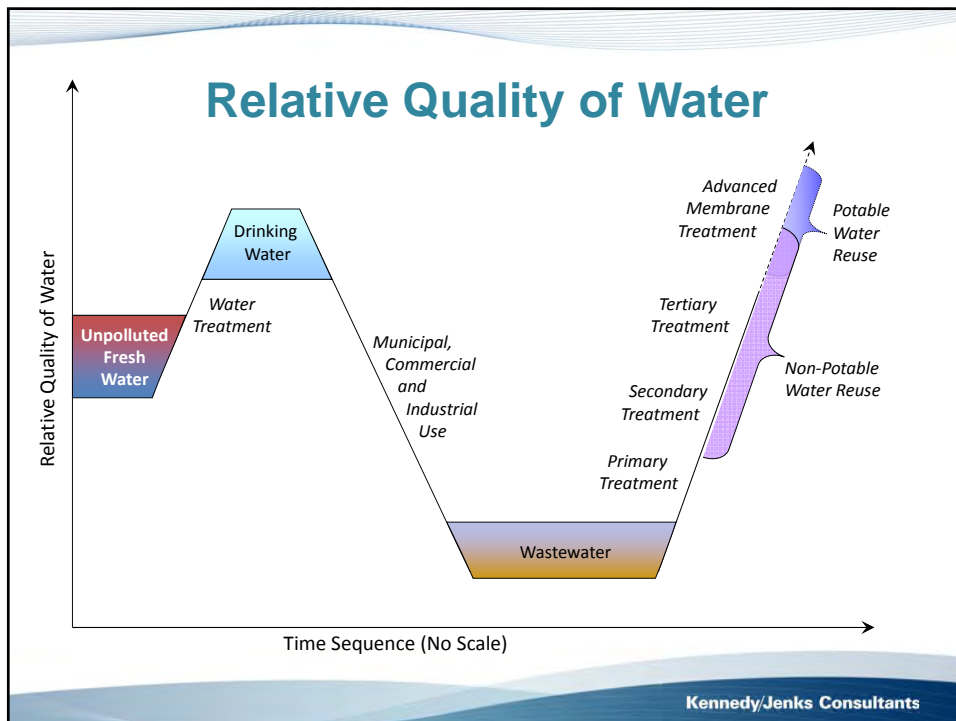 Relative Quality of Water
Relative Quality of Water
Unpolluted
Fresh
Water
Water
Treatment
Drinking
Water
Municipal,
Commercial
and
Industrial
Use
Wastewater
Primary
Treatment
Secondary
Treatment
Tertiary
Treatment
Advanced
Membrane
Treatment
Potable
Water
Reuse
Non-Potable
Water Reuse
Time Sequence (No Scale)
Kennedy/Jenks Consultants